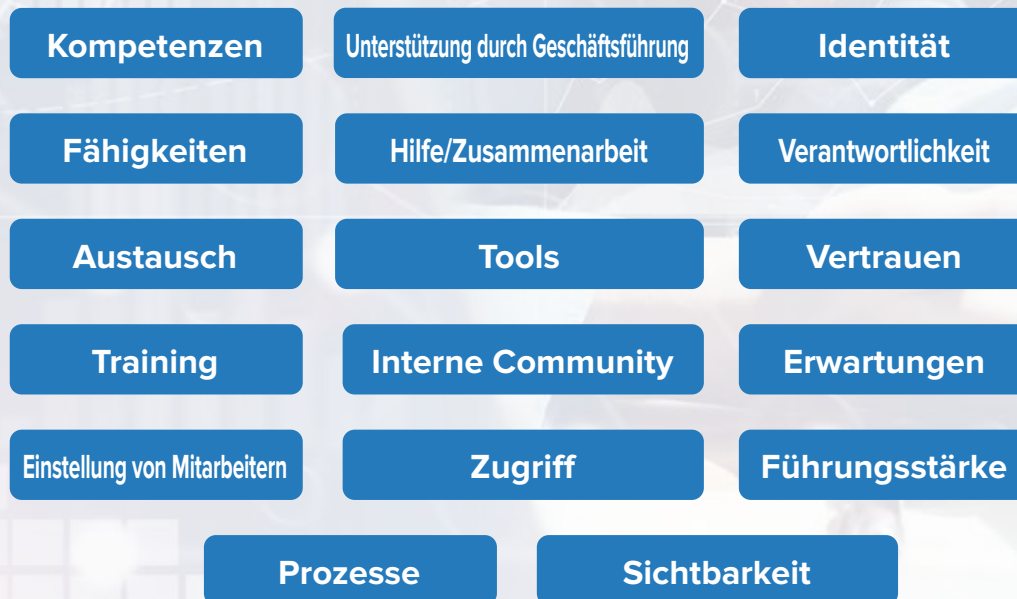 Kompetenzen
Unterstützung durch Geschäftsführung
Identität
Fähigkeiten
Hilfe/Zusammenarbeit
Verantwortlichkeit
Austausch
Tools
Vertrauen
Training
Interne Community
Erwartungen
Einstellung von Mitarbeitern
Zugriff
Führungsstärke
Prozesse
Sichtbarkeit